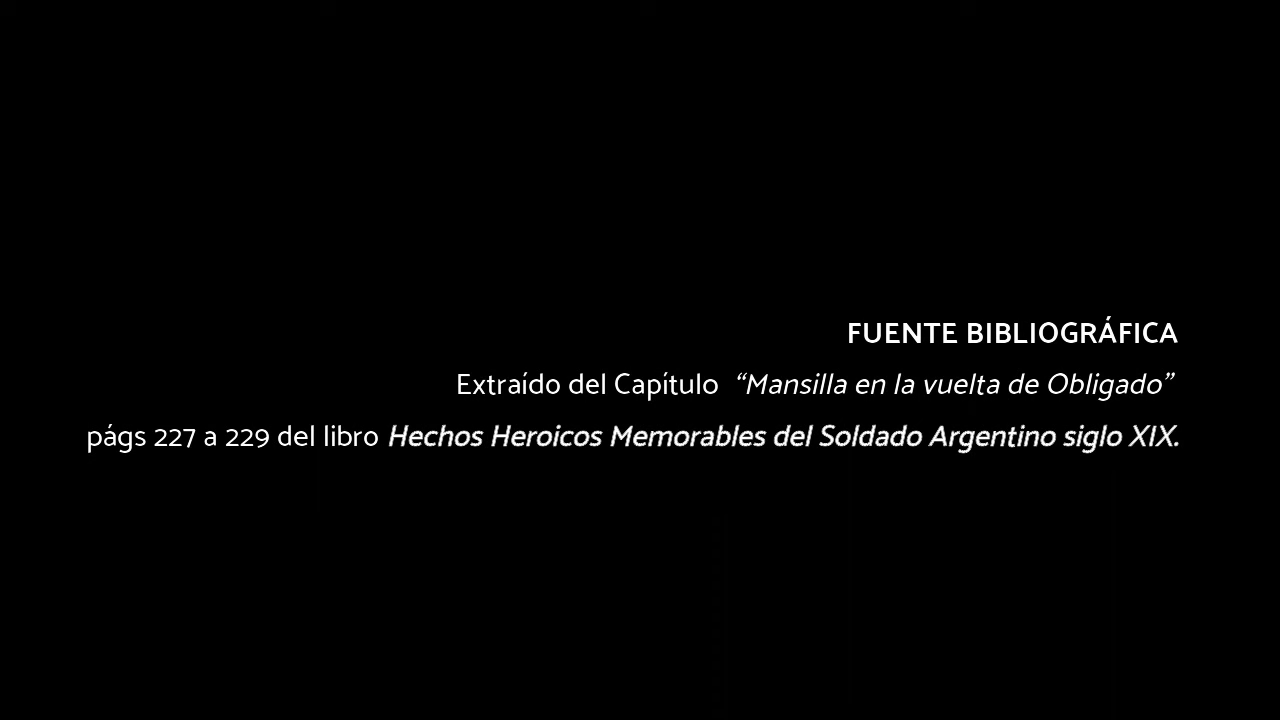 FUENTE BIBLIOGRÁFICA
Extraído del Capítulo “Mansilla en la vuelta de Obligado”
págs 227 a 229 del libro Hechos Heroicos Memorables del Soldado Argentino siglo XIX.